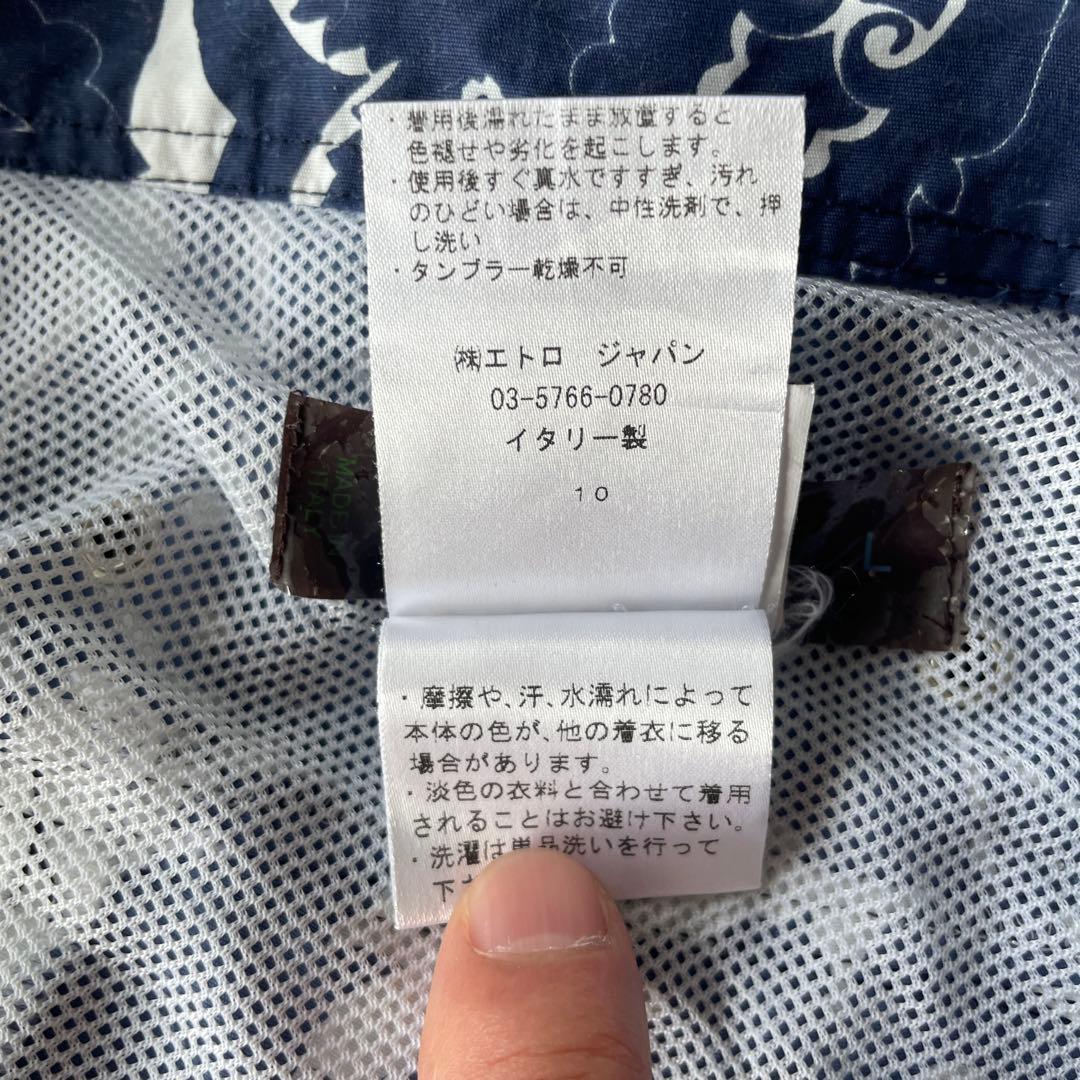 ・着用後濡れたまま放置すると
色褪せや劣化を起こします。
・使用後すぐ真水ですすぎ、汚れ
のひどい場合は、中性洗剤で、押
し洗い
・タンブラー乾燥不可
㈱エトロ ジャパン
03-5766-0780
イタリー製
10
MADE IN
ITALY
L
・摩擦や、汗、水濡れによって
本体の色が、他の着衣に移る
場合があります。
・淡色の衣料と合わせて着用
されることはお避け下さい。
・洗濯は単品洗いを行って
下